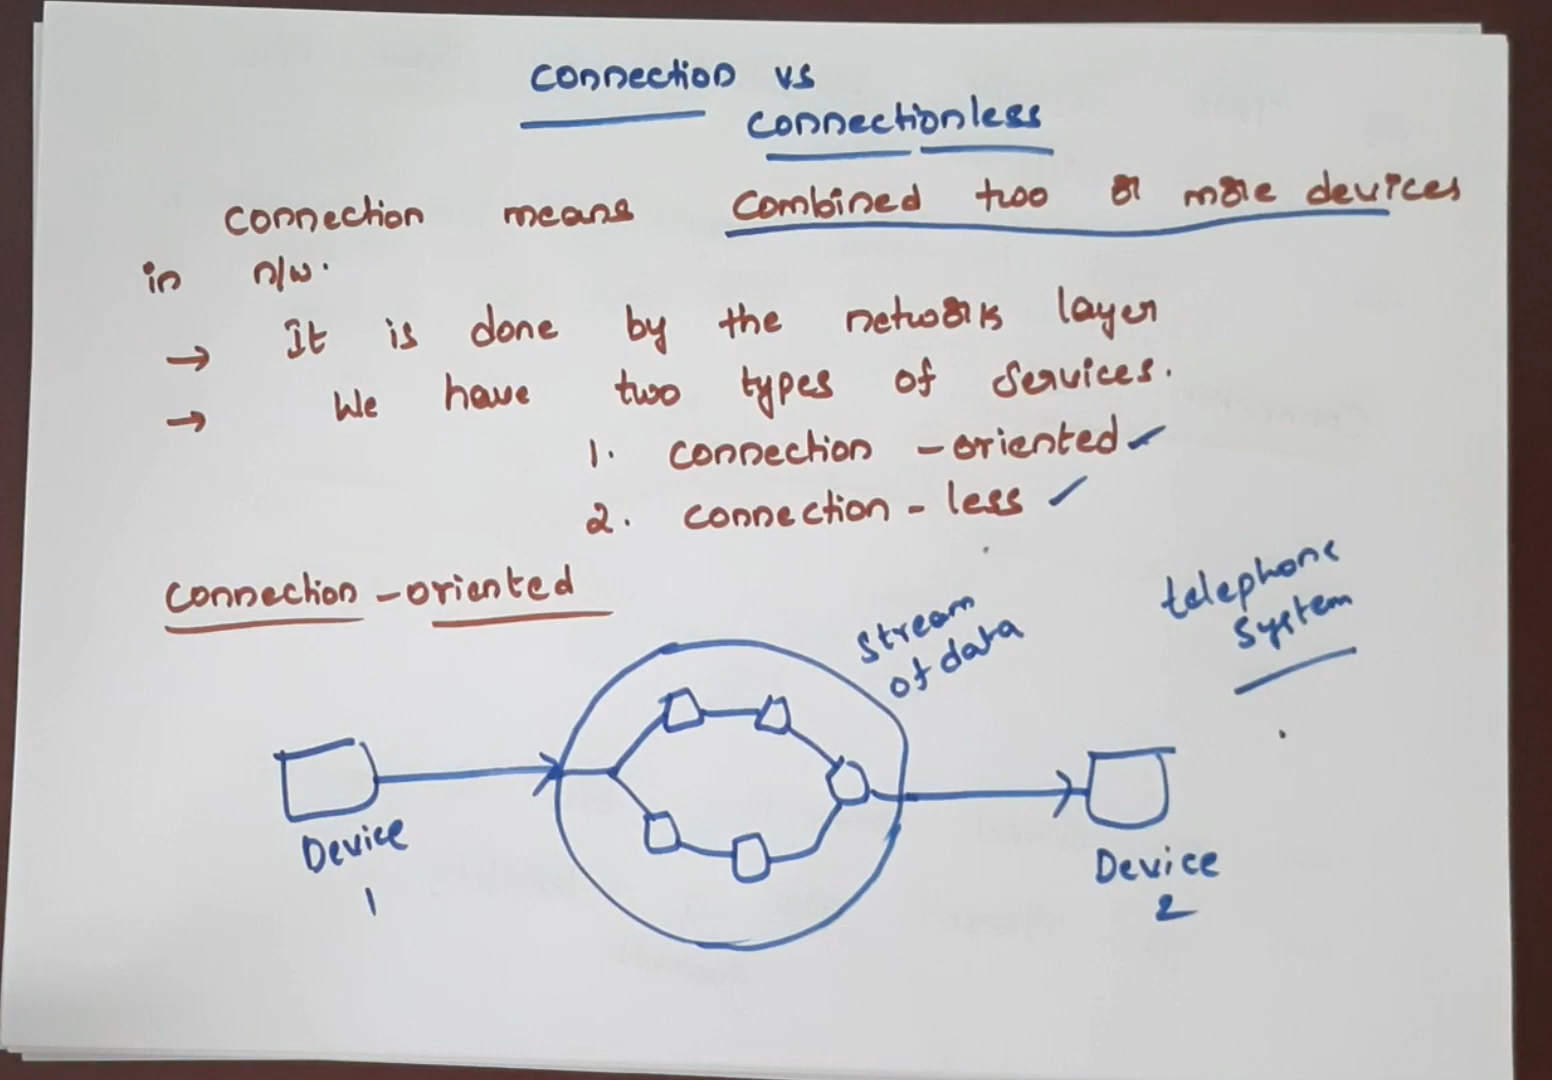 connection vs
connectionless
connection means combined two or more devices
in n/w.
→ It is done by the network layer
→ We have two types of services.
1. connection - oriented ✓
2. connection - less ✓
connection - oriented
stream
of data
telephone
system
Device
1
Device
2